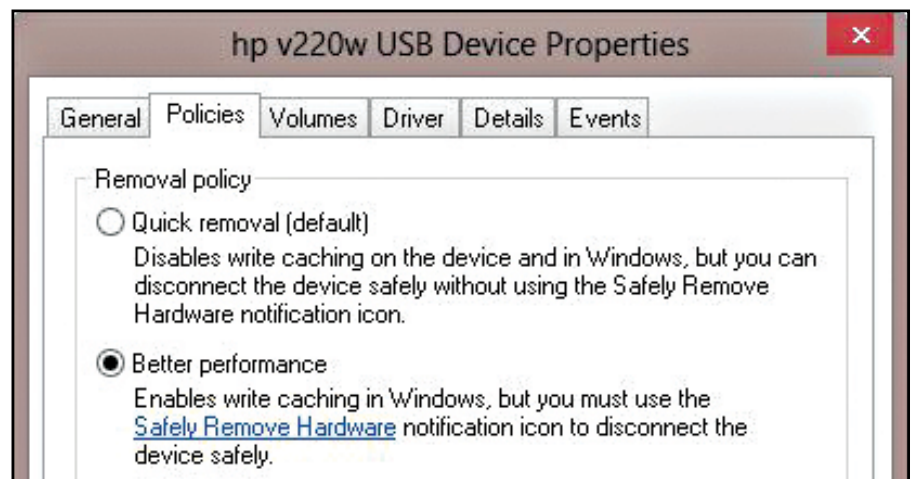 hp v220w USB Device Properties
General Policies Volumes Driver Details Events
Removal policy
Quick removal (default)
Disables write caching on the device and in Windows, but you can
disconnect the device safely without using the Safely Remove
Hardware notification icon.
Better performance
Enables write caching in Windows, but you must use the
Safely Remove Hardware notification icon to disconnect the
device safely.